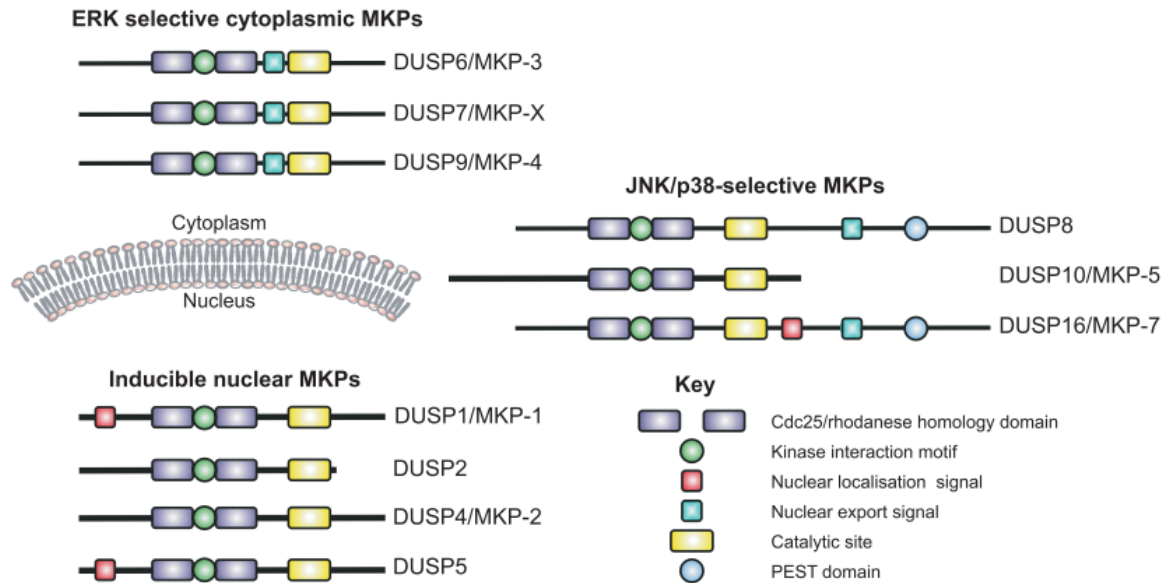 ERK selective cytoplasmic MKPs
DUSP6/MKP-3
DUSP7/MKP-X
DUSP9/MKP-4
Cytoplasm
Nucleus
JNK/p38-selective MKPs
DUSP8
DUSP10/MKP-5
DUSP16/MKP-7
Inducible nuclear MKPs
DUSP1/MKP-1
DUSP2
DUSP4/MKP-2
DUSP5
Key
Cdc25/rhodanese homology domain
Kinase interaction motif
Nuclear localisation signal
Nuclear export signal
Catalytic site
PEST domain